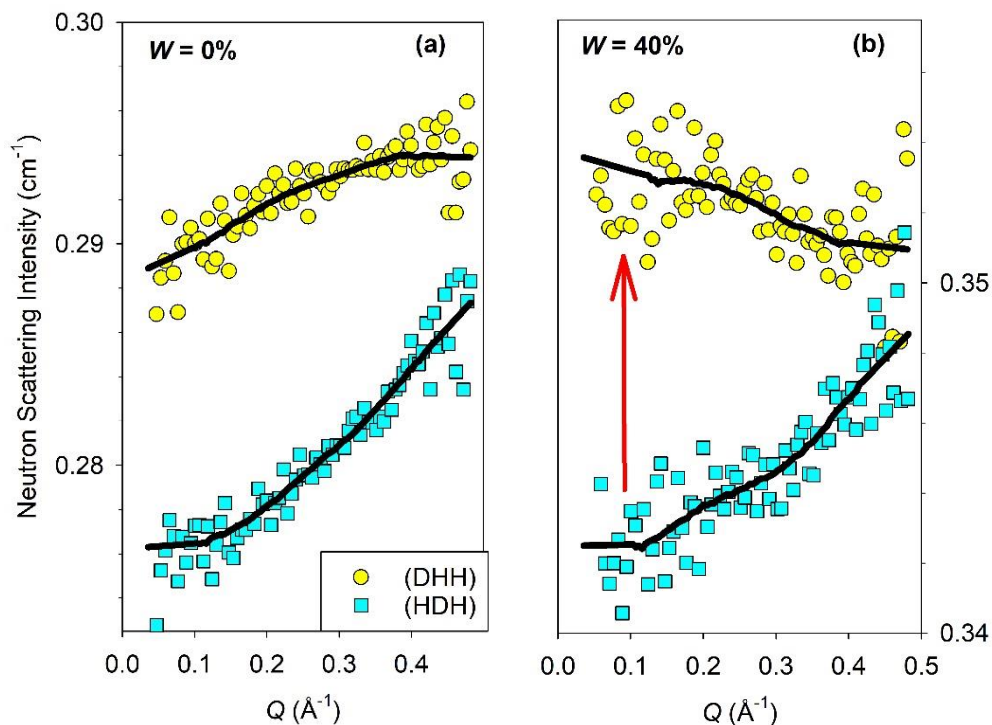 0.30
W = 0%
(a)
W = 40%
(b)
Neutron Scattering Intensity (cm⁻¹)
0.29
0.35
0.28
(DHH)
(HDH)
0.34
0.0 0.1 0.2 0.3 0.4
0.0 0.1 0.2 0.3 0.4 0.5
Q (Å⁻¹)
Q (Å⁻¹)